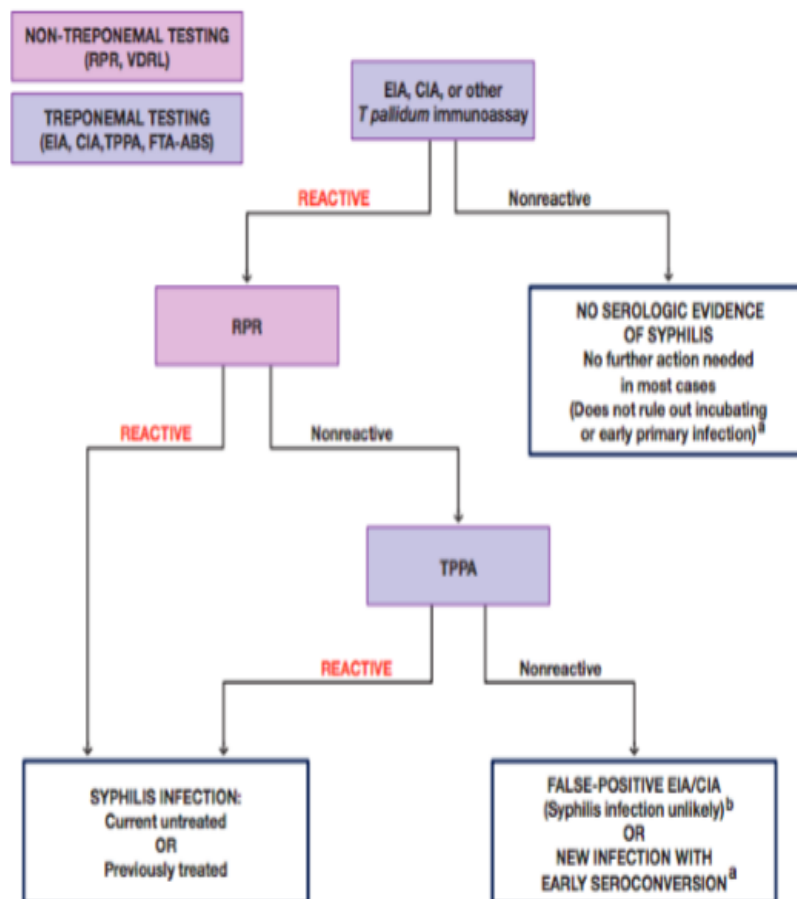 NON-TREPONEMAL TESTING
(RPR, VDRL)
TREPONEMAL TESTING
(EIA, CIA,TPPA, FTA-ABS)
EIA, CIA, or other
T pallidum immunoassay
REACTIVE
Nonreactive
RPR
NO SEROLOGIC EVIDENCE
OF SYPHILIS
No further action needed
in most cases
(Does not rule out incubating
or early primary infection)a
REACTIVE
Nonreactive
TPPA
REACTIVE
Nonreactive
SYPHILIS INFECTION:
Current untreated
OR
Previously treated
FALSE-POSITIVE EIA/CIA
(Syphilis infection unlikely)b
OR
NEW INFECTION WITH
EARLY SEROCONVERSIONa